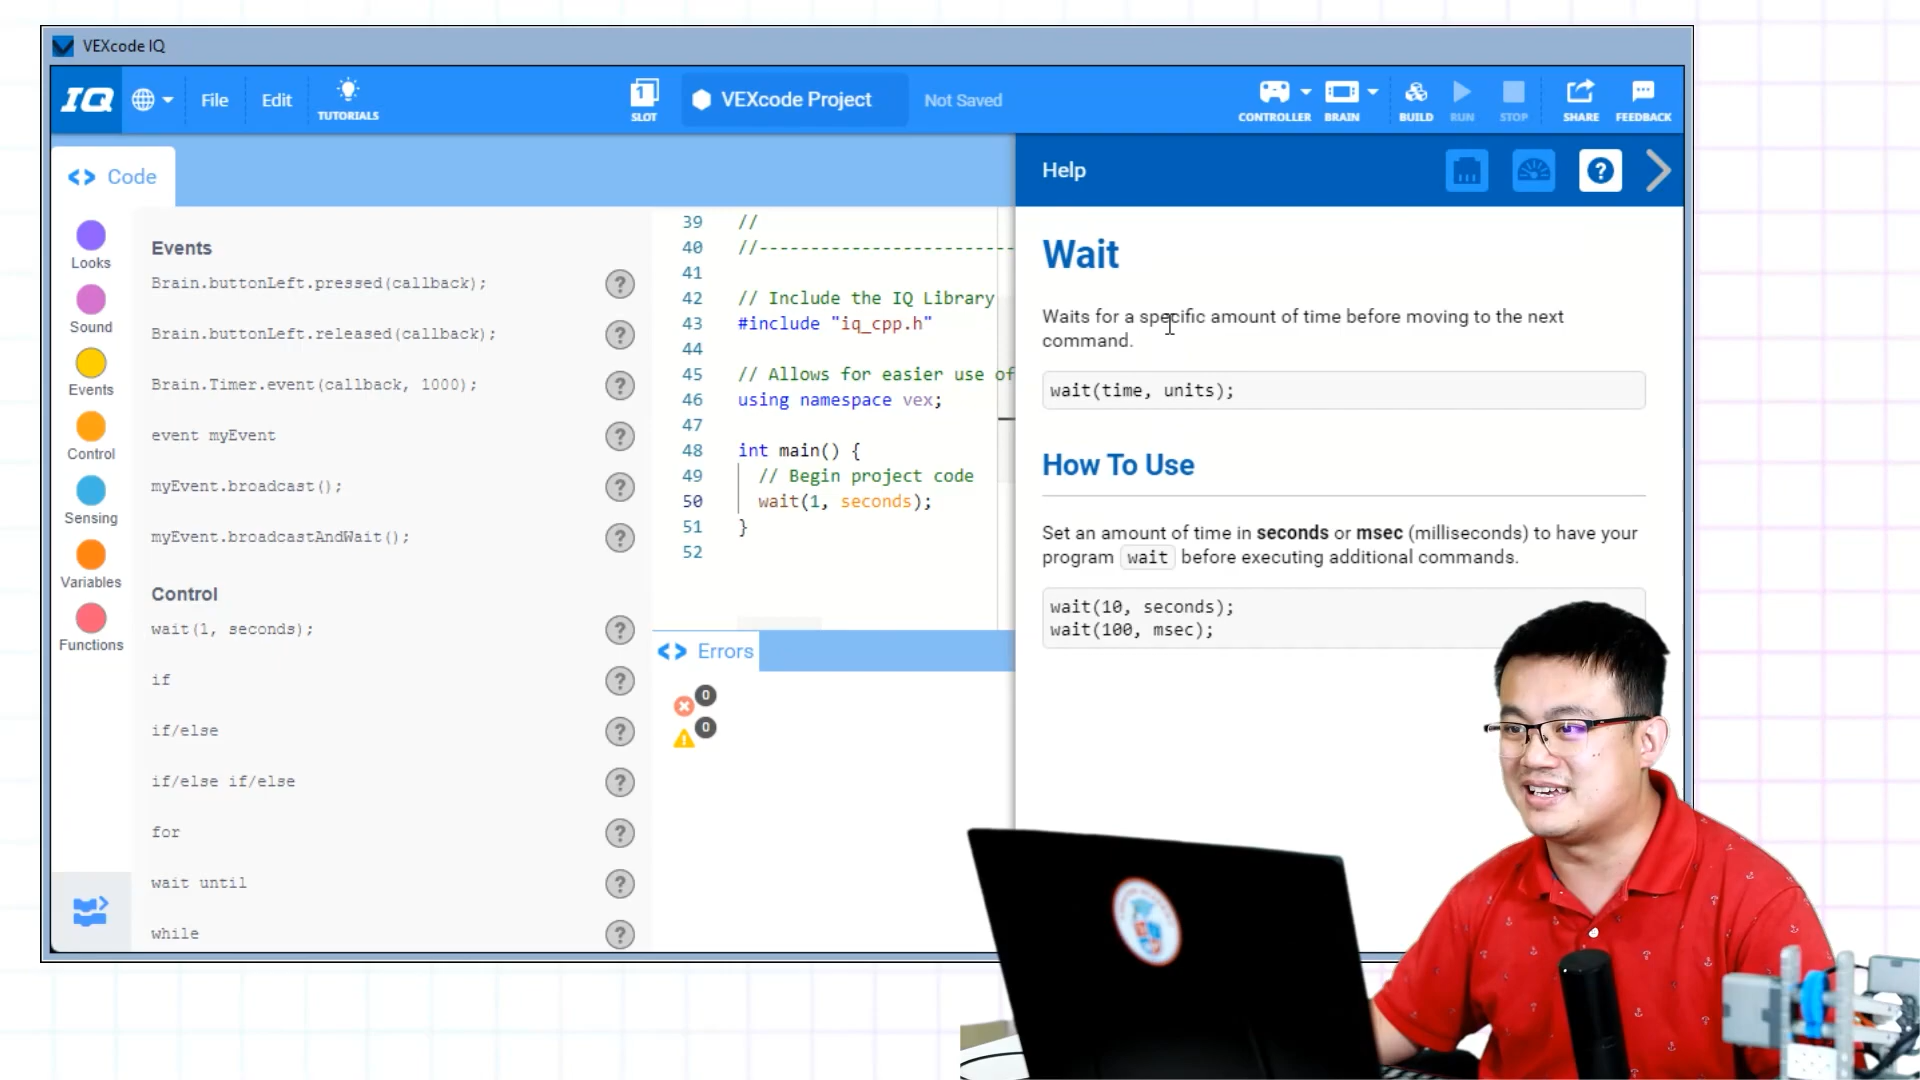 VEXcode IQ
IQ
File
Edit
TUTORIALS
1
SLOT
VEXcode Project
Not Saved
CONTROLLER
BRAIN
BUILD
RUN
STOP
SHARE
FEEDBACK
<> Code
Help
?
Looks
Sound
Events
Control
Sensing
Variables
Functions
Events
Brain.buttonLeft.pressed(callback); ?
Brain.buttonLeft.released(callback); ?
Brain.Timer.event(callback, 1000); ?
event myEvent ?
myEvent.broadcast(); ?
myEvent.broadcastAndWait(); ?
Control
wait(1, seconds); ?
if ?
if/else ?
if/else if/else ?
for ?
wait until ?
while ?
39 //
40 //-------------------------
41
42 // Include the IQ Library
43 #include "iq_cpp.h"
44
45 // Allows for easier use of
46 using namespace vex;
47
48 int main() {
49 // Begin project code
50 wait(1, seconds);
51 }
52
<> Errors
0
0
Wait
Waits for a specific amount of time before moving to the next
command.
wait(time, units);
How To Use
Set an amount of time in seconds or msec (milliseconds) to have your
program wait before executing additional commands.
wait(10, seconds);
wait(100, msec);